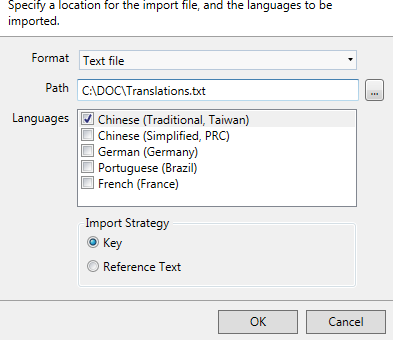 Specify a location for the import file, and the languages to be
imported.
Format Text file
Path C:\DOC\Translations.txt ...
Languages Chinese (Traditional, Taiwan)
Chinese (Simplified, PRC)
German (Germany)
Portuguese (Brazil)
French (France)
Import Strategy
Key
Reference Text
OK Cancel